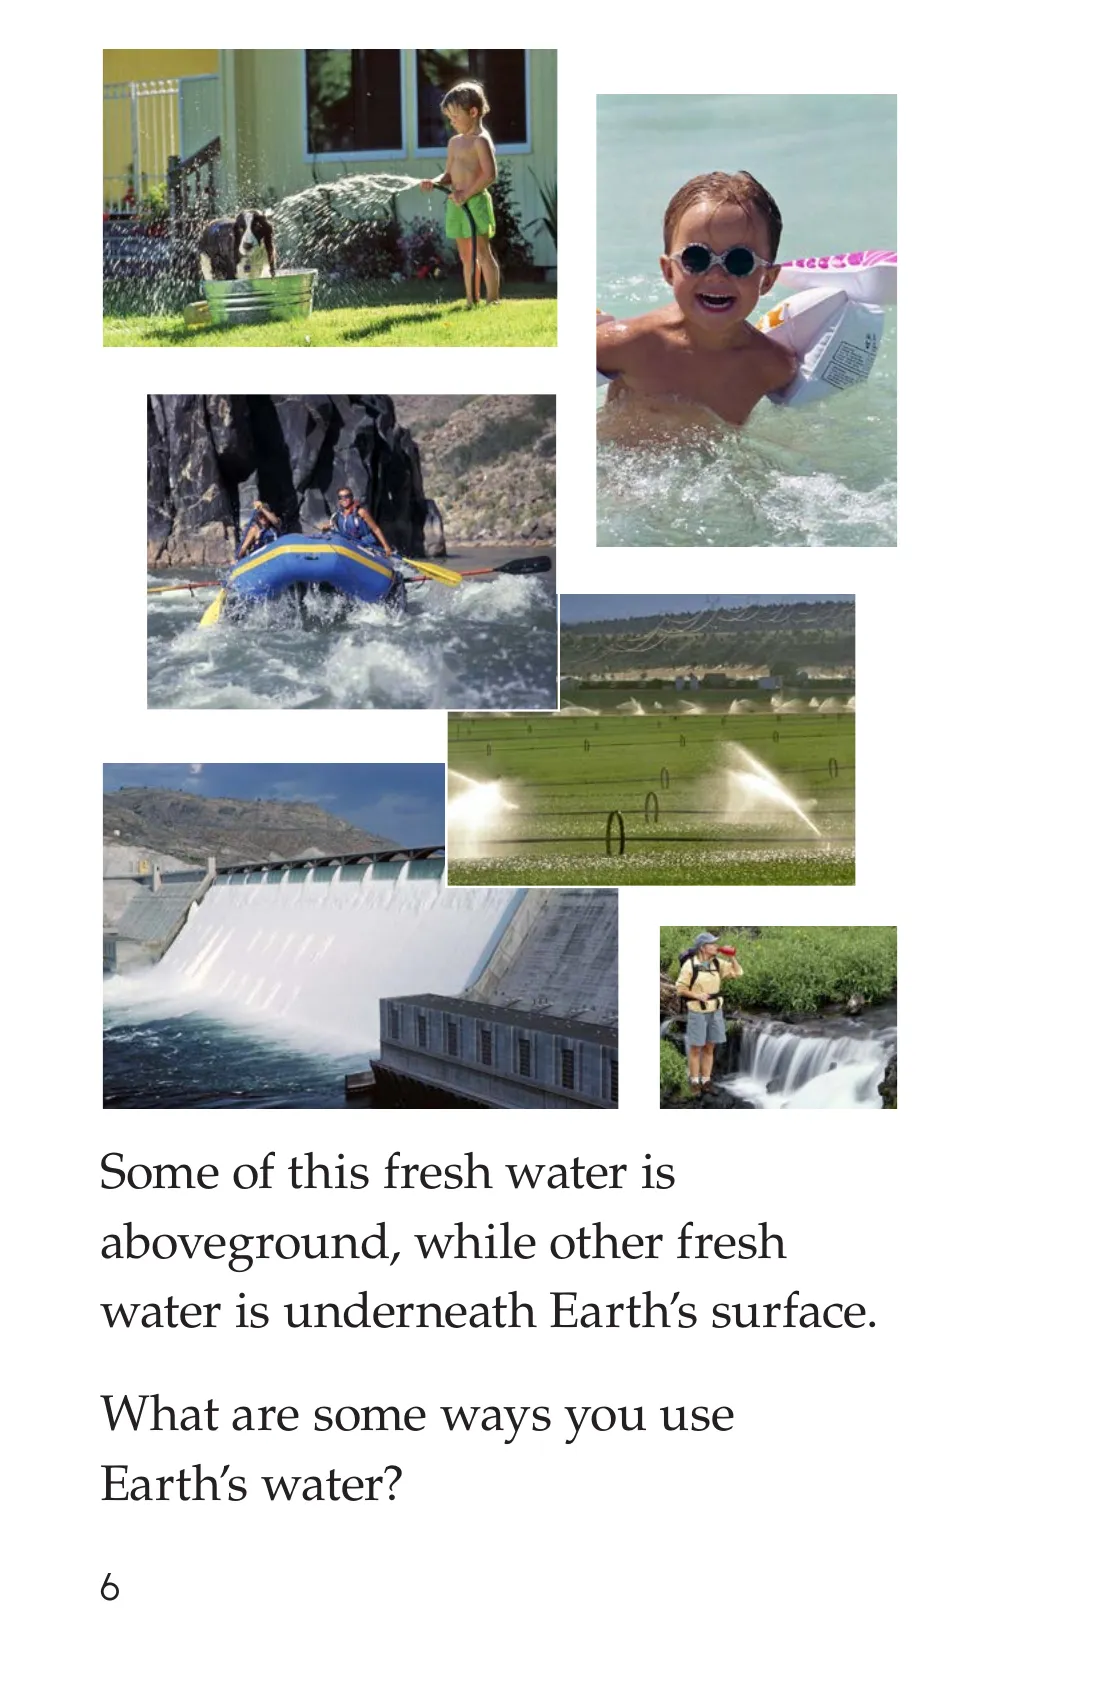 Some of this fresh water is
aboveground, while other fresh
water is underneath Earth's surface.
What are some ways you use
Earth's water?
6